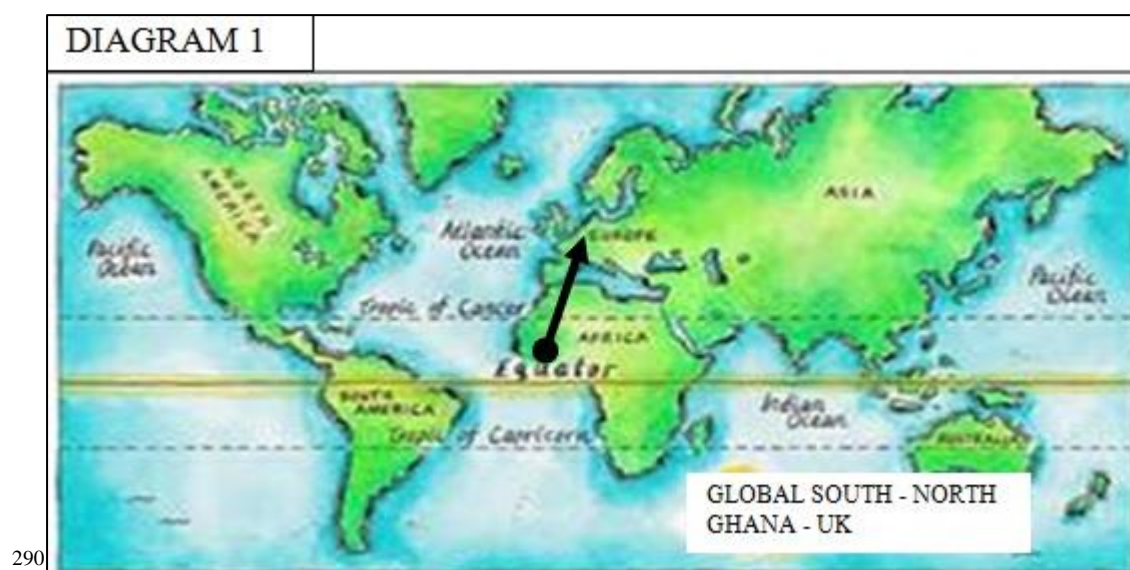 DIAGRAM 1
NORTH
AMERICA
ASIA
Atlantic
Ocean
EUROPE
Pacific
Ocean
Pacific
Ocean
Tropic of Cancer
AFRICA
Equator
SOUTH
AMERICA
Indian
Ocean
Tropic of Capricorn
AUSTRALIA
GLOBAL SOUTH - NORTH
GHANA - UK
290